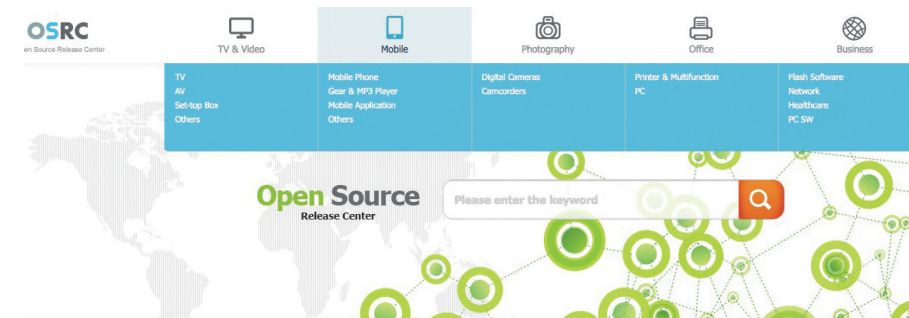 OSRC
en Source Release Center
TV & Video
Mobile
Photography
Office
Business
TV
AV
Set-top Box
Others
Mobile Phone
Gear & MP3 Player
Mobile Application
Others
Digital Cameras
Camcorders
Printer & Multifunction
PC
Flash Software
Network
Healthcare
PC SW
Open Source
Release Center
Please enter the keyword